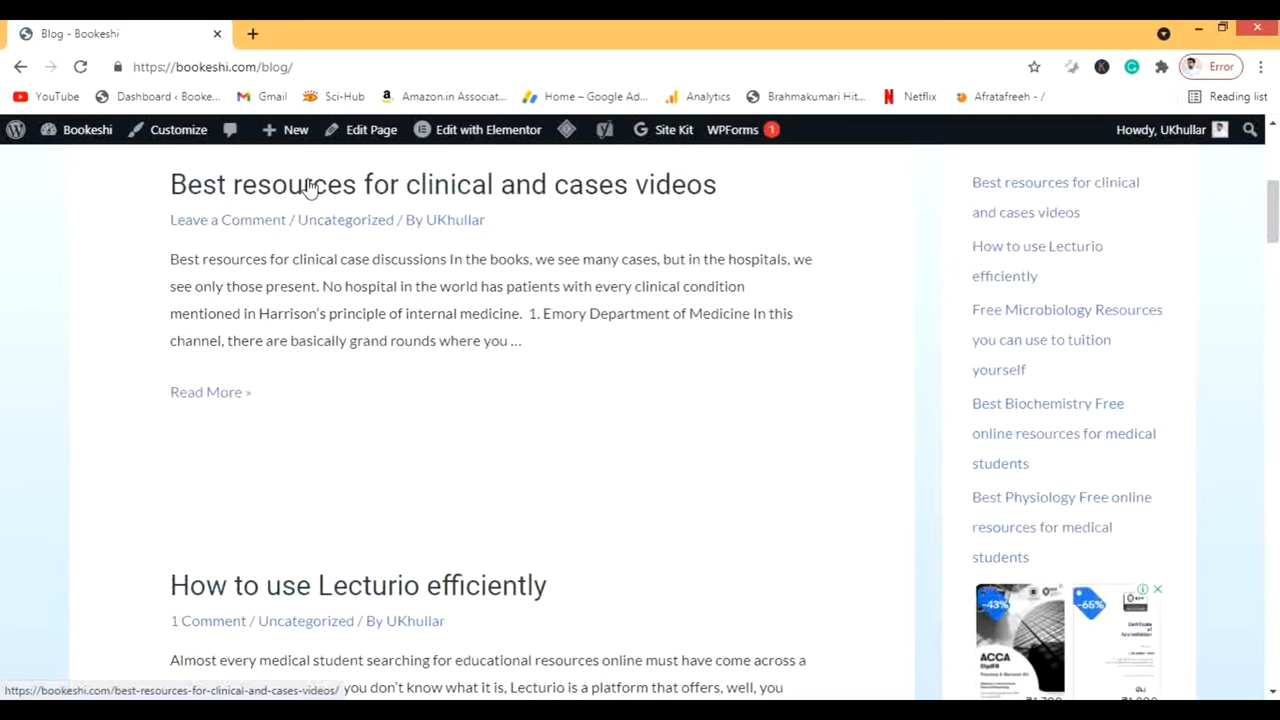 Blog - Bookeshi
https://bookeshi.com/blog/
Error
YouTube
Dashboard ‹ Booke...
Gmail
Sci-Hub
Amazon.in Associat...
Home – Google Ad...
Analytics
Brahmakumari Hit...
Netflix
Afratafreeh - /
Reading list
Bookeshi
Customize
New
Edit Page
Edit with Elementor
Site Kit
WPForms 1
Howdy, UKhullar
Best resources for clinical and cases videos
Leave a Comment / Uncategorized / By UKhullar
Best resources for clinical case discussions In the books, we see many cases, but in the hospitals, we
see only those present. No hospital in the world has patients with every clinical condition
mentioned in Harrison's principle of internal medicine.  1. Emory Department of Medicine In this
channel, there are basically grand rounds where you ...
Read More »
How to use Lecturio efficiently
1 Comment / Uncategorized / By UKhullar
Almost every medical student searching for educational resources online must have come across a
you don't know what it is, Lecturio is a platform that offers, well, you
https://bookeshi.com/best-resources-for-clinical-and-cases-videos/
Best resources for clinical
and cases videos
How to use Lecturio
efficiently
Free Microbiology Resources
you can use to tuition
yourself
Best Biochemistry Free
online resources for medical
students
Best Physiology Free online
resources for medical
students
-43%
ACCA
DipIFR
-65%
Certificate
of